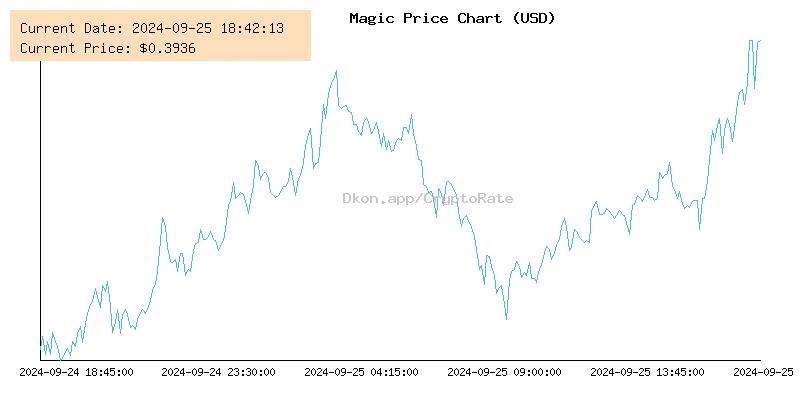 Magic Price Chart (USD)
Current Date: 2024-09-25 18:42:13
Current Price: $0.3936
Dkon.app/CryptoRate
2024-09-24 18:45:00 2024-09-24 23:30:00 2024-09-25 04:15:00 2024-09-25 09:00:00 2024-09-25 13:45:00 2024-09-25